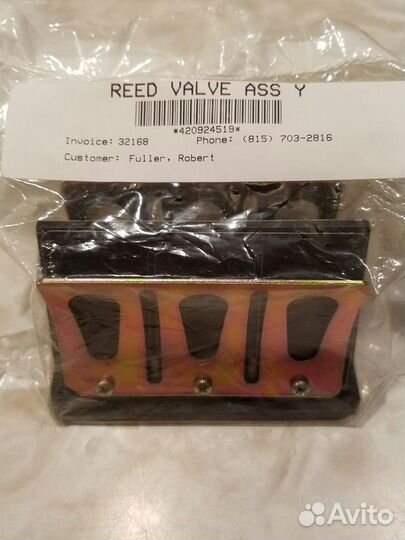 REED VALVE ASS Y
*420924519*
Invoice: 32168 Phone: (815) 703-2816
Customer: Fuller, Robert
Avito